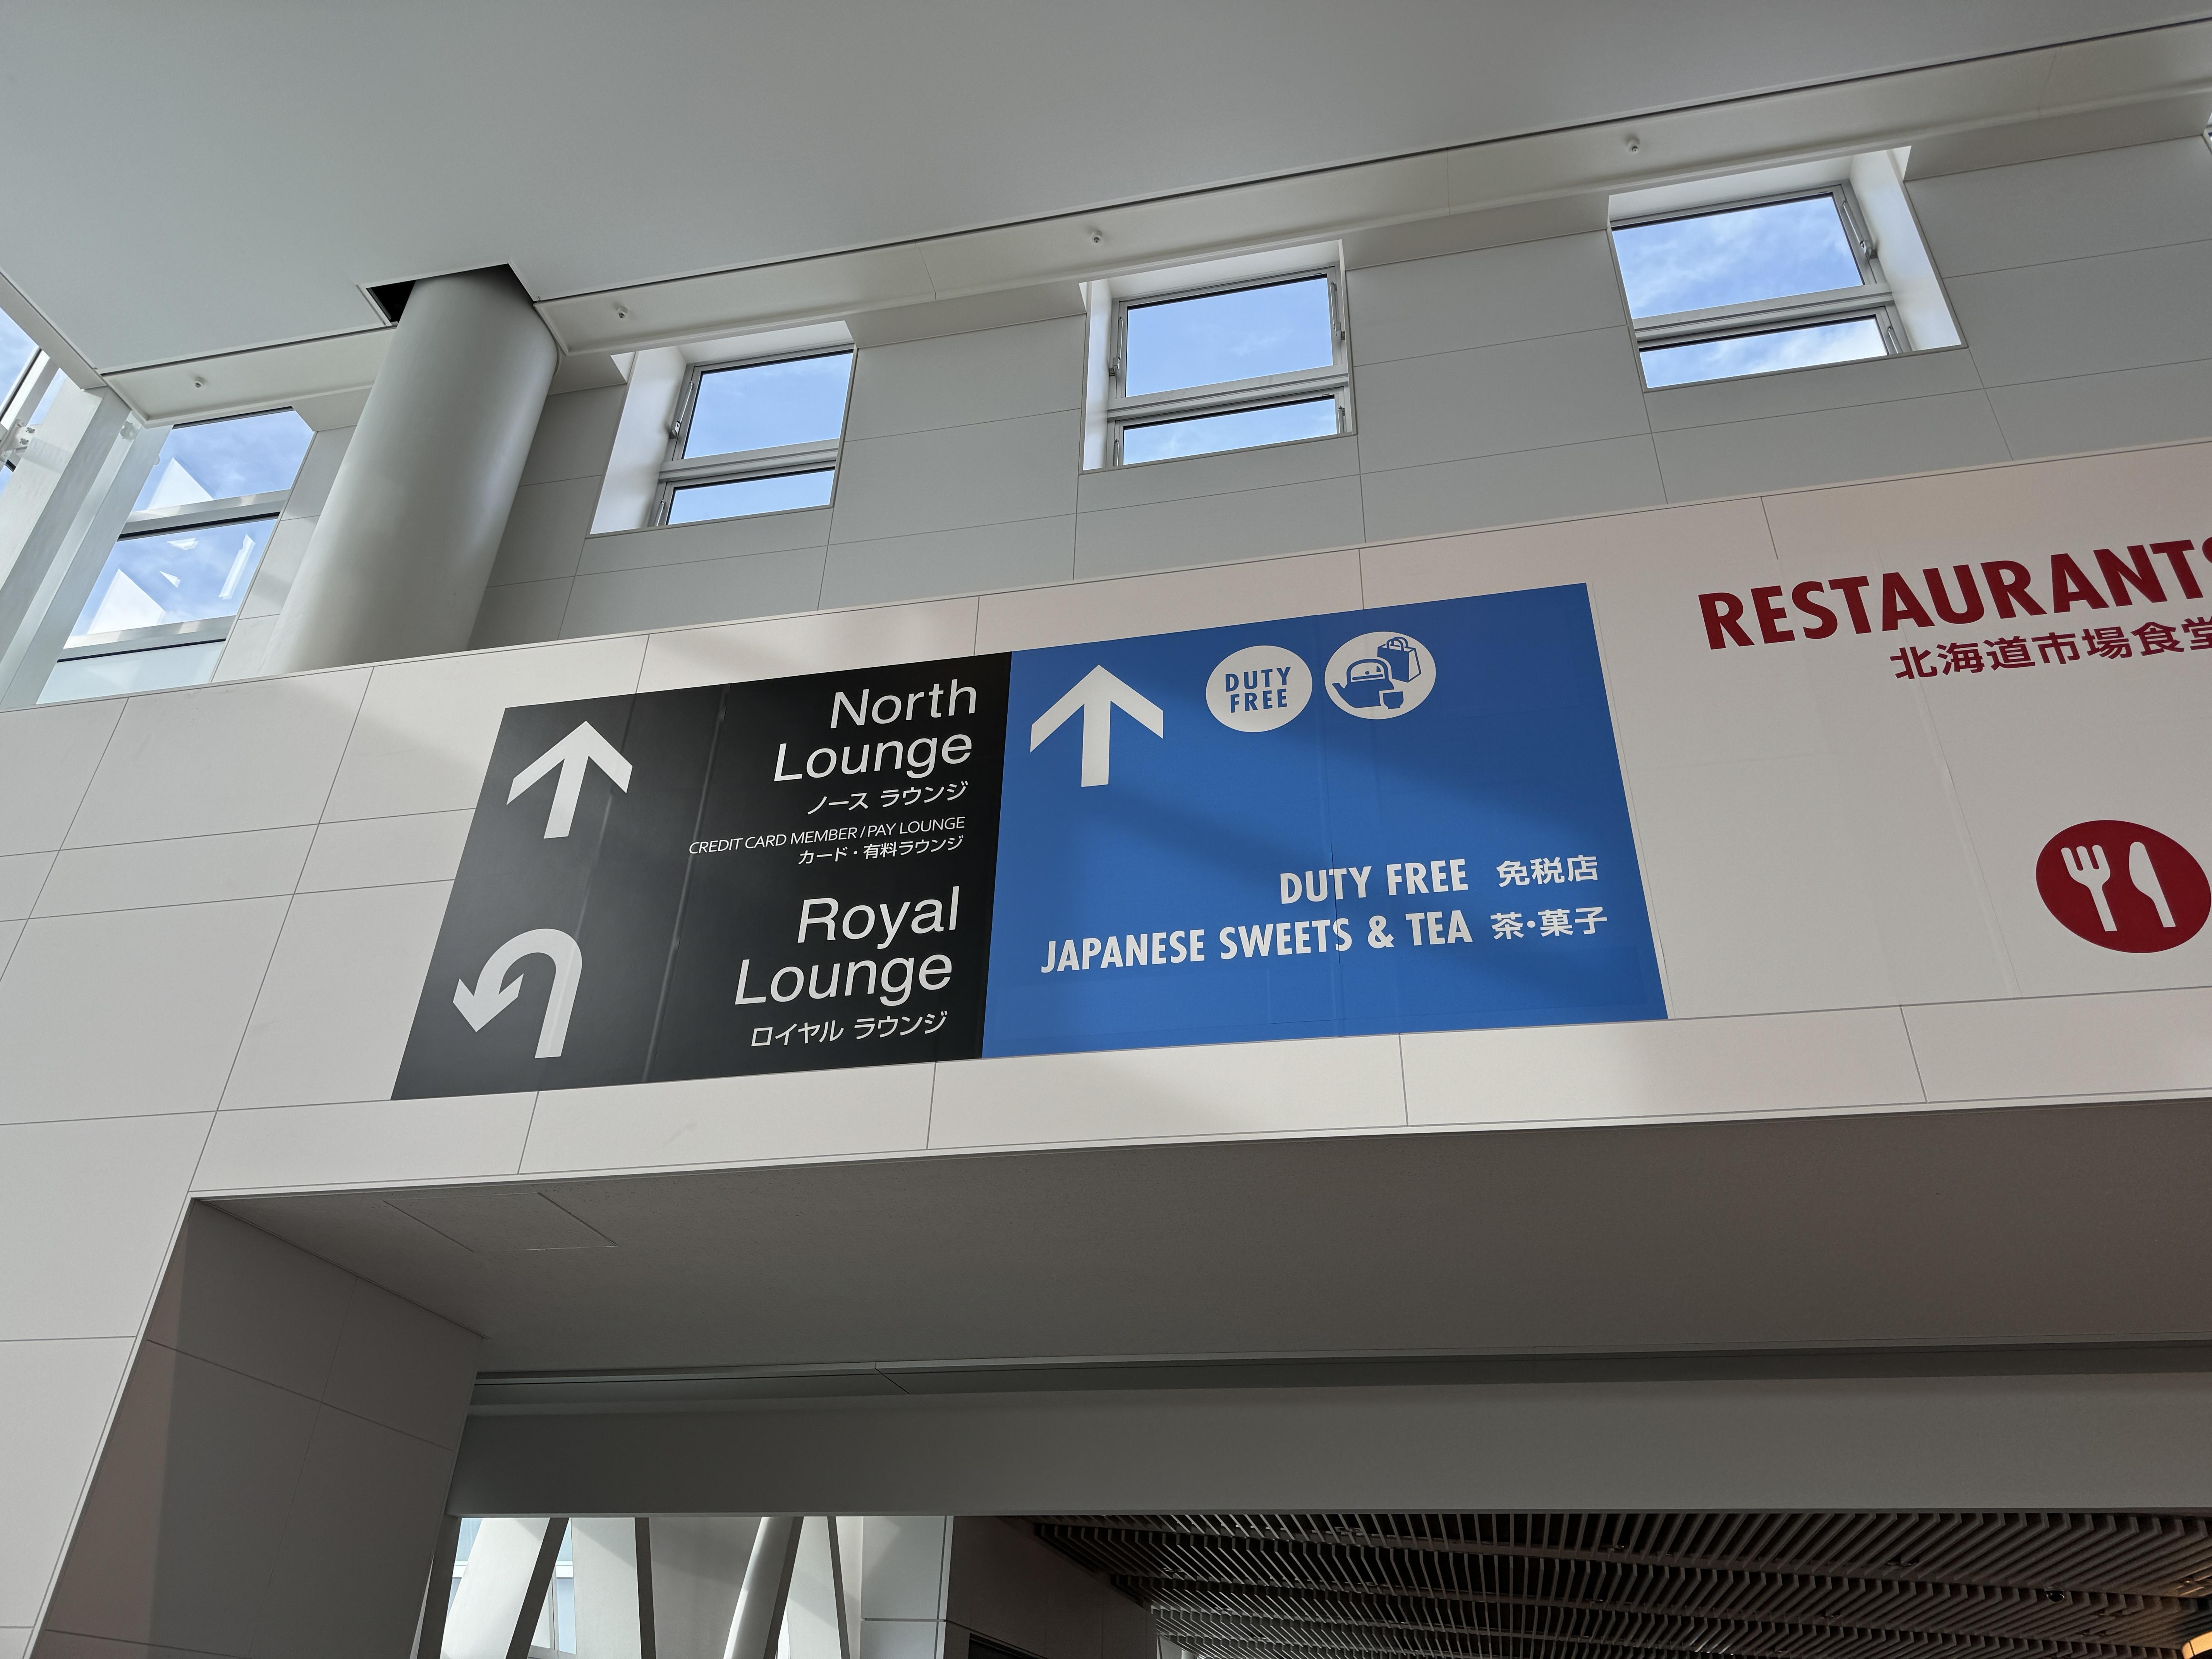 North
Lounge
ノース ラウンジ
CREDIT CARD MEMBER / PAY LOUNGE
カード・有料ラウンジ
Royal
Lounge
ロイヤル ラウンジ
DUTY
FREE
DUTY FREE 免税店
JAPANESE SWEETS & TEA 茶・菓子
RESTAURANTS
北海道市場食堂